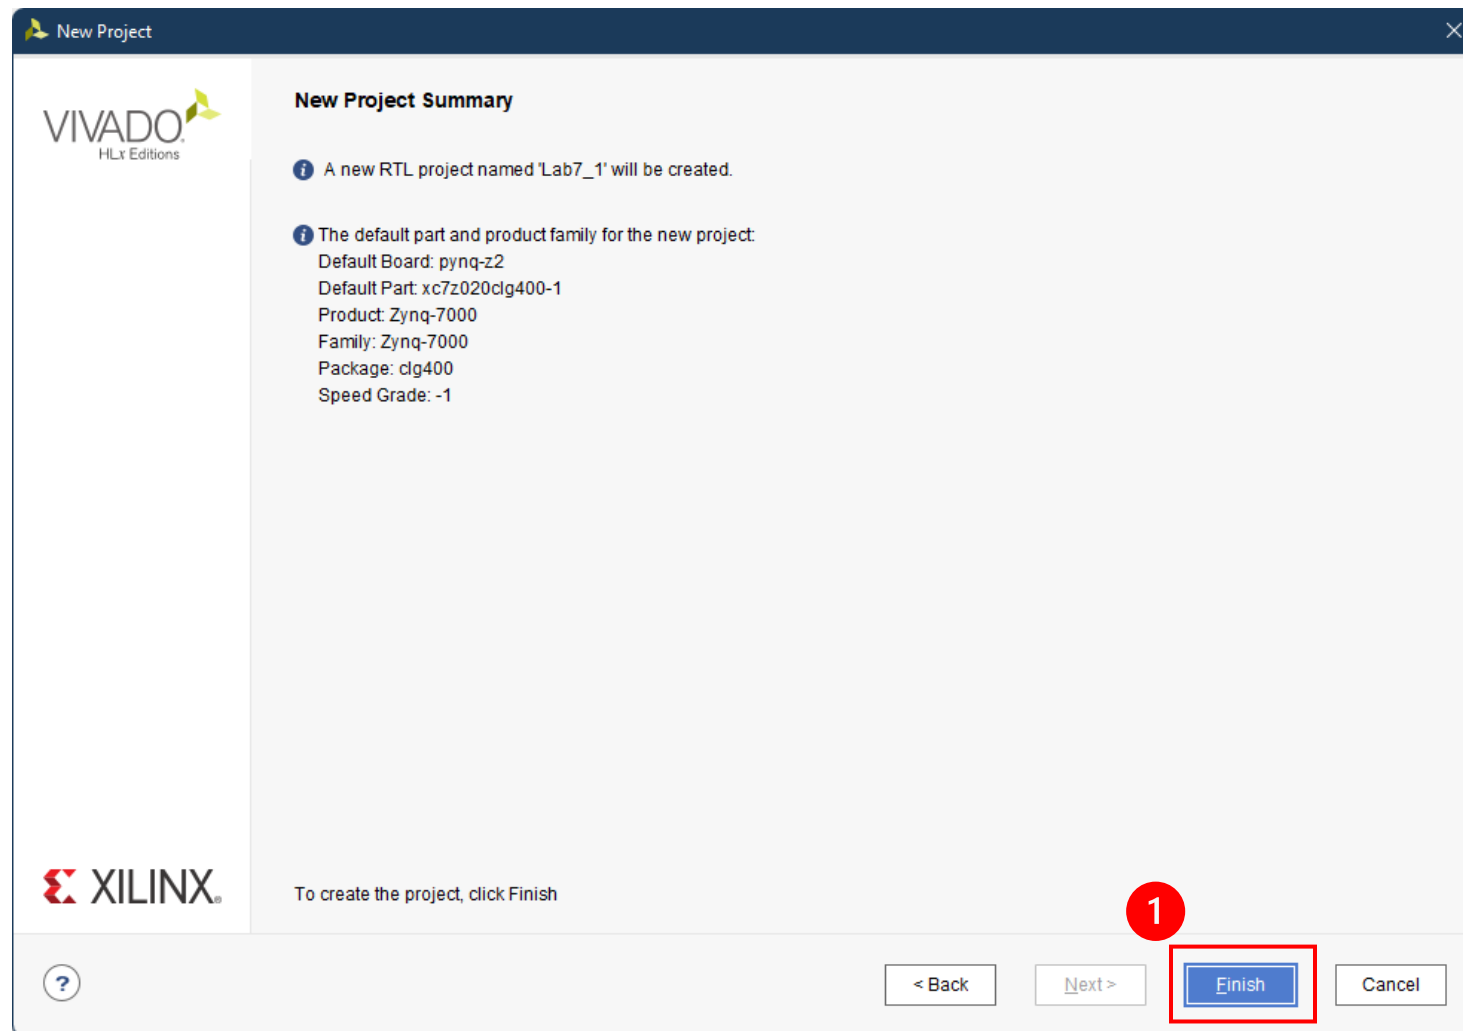 New Project
VIVADO.
HLx Editions
New Project Summary
A new RTL project named 'Lab7_1' will be created.
The default part and product family for the new project:
Default Board: pynq-z2
Default Part: xc7z020clg400-1
Product: Zynq-7000
Family: Zynq-7000
Package: clg400
Speed Grade: -1
XILINX.
To create the project, click Finish
1
?
< Back
Next >
Finish
Cancel